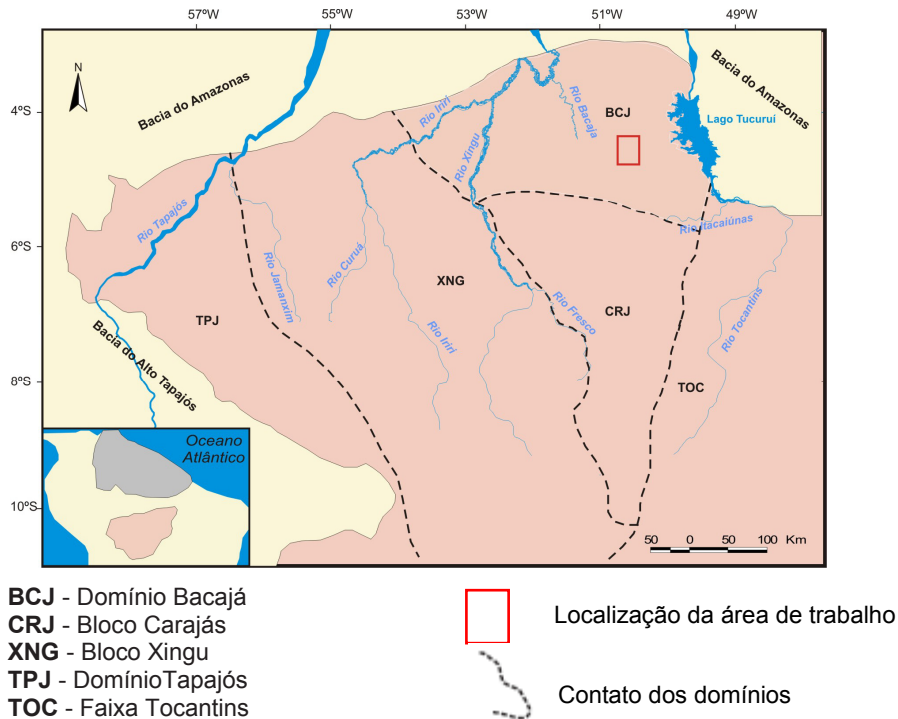 57ºW 55ºW 53ºW 51ºW 49ºW
N
4ºS
6ºS
8ºS
10ºS
Bacia do Amazonas
Bacia do Amazonas
Rio Iriri
Rio Xingu
Rio Bacaja
BCJ
Lago Tucuruí
Rio Tapajós
Rio Jamanxim
Rio Curuá
XNG
Rio Iriri
Rio Fresco
CRJ
Rio Itacaiúnas
Rio Tocantins
TPJ
TOC
Bacia do Alto Tapajós
Oceano
Atlântico
50 0 50 100 Km
BCJ - Domínio Bacajá
CRJ - Bloco Carajás
XNG - Bloco Xingu
TPJ - DomínioTapajós
TOC - Faixa Tocantins
Localização da área de trabalho
Contato dos domínios